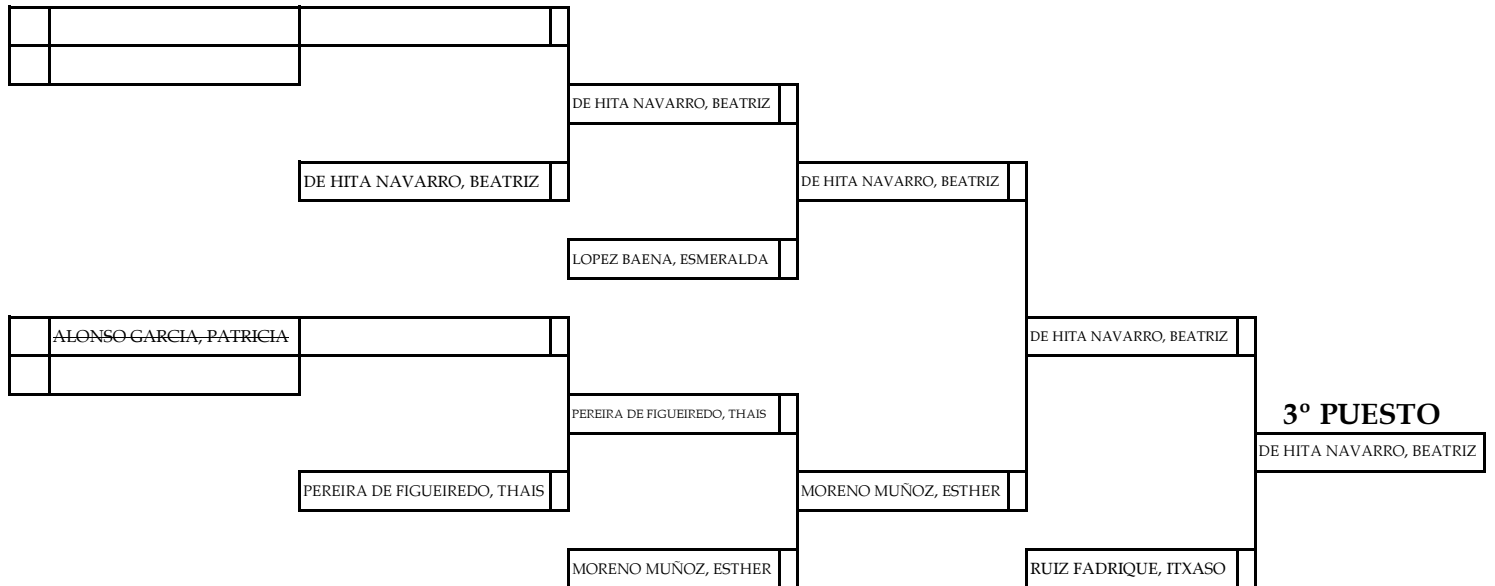 DE HITA NAVARRO, BEATRIZ
DE HITA NAVARRO, BEATRIZ
DE HITA NAVARRO, BEATRIZ
LOPEZ BAENA, ESMERALDA
ALONSO GARCIA, PATRICIA
DE HITA NAVARRO, BEATRIZ
PEREIRA DE FIGUEIREDO, THAIS
3º PUESTO
DE HITA NAVARRO, BEATRIZ
PEREIRA DE FIGUEIREDO, THAIS
MORENO MUÑOZ, ESTHER
MORENO MUÑOZ, ESTHER
RUIZ FADRIQUE, ITXASO